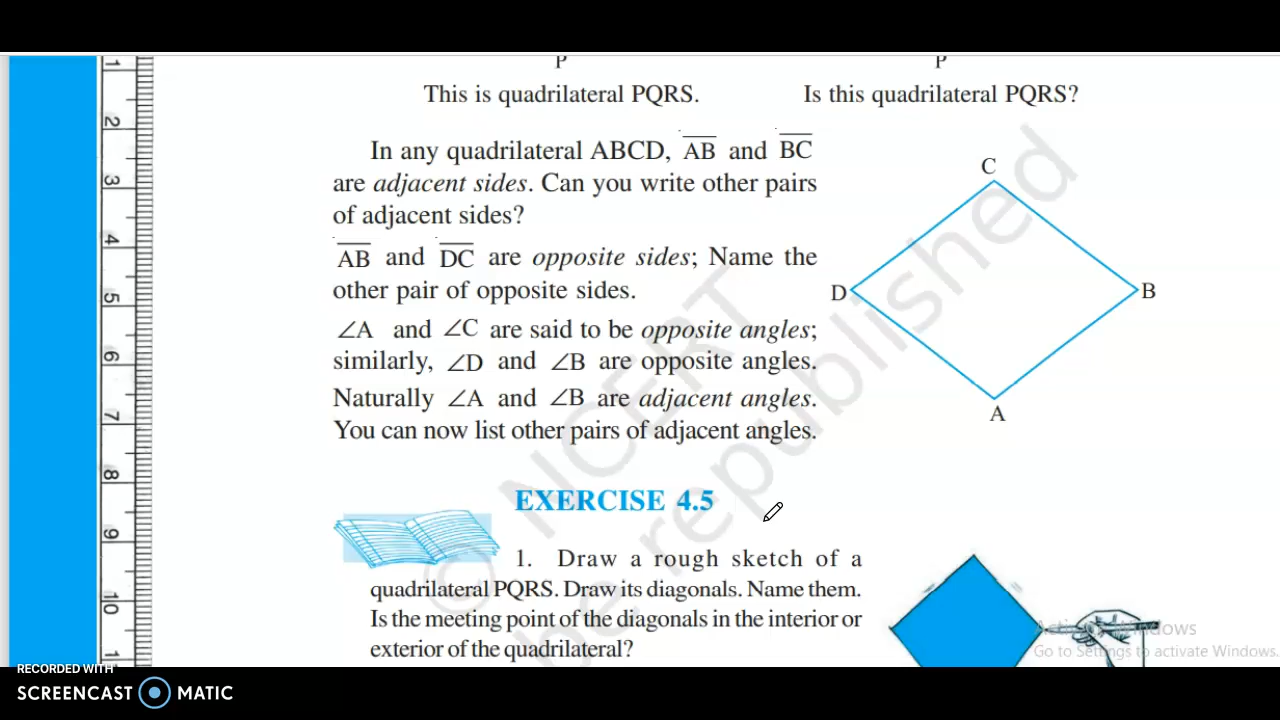 P
P
This is quadrilateral PQRS.
Is this quadrilateral PQRS?
In any quadrilateral ABCD, AB and BC
are adjacent sides. Can you write other pairs
of adjacent sides?
AB and DC are opposite sides; Name the
other pair of opposite sides.
∠A and ∠C are said to be opposite angles;
similarly, ∠D and ∠B are opposite angles.
Naturally ∠A and ∠B are adjacent angles.
You can now list other pairs of adjacent angles.
C
D
B
A
EXERCISE 4.5
1. Draw a rough sketch of a
quadrilateral PQRS. Draw its diagonals. Name them.
Is the meeting point of the diagonals in the interior or
exterior of the quadrilateral?
1
2
3
4
5
6
7
8
9
10
© NCERT
be republished
Activate Windows
Go to Settings to activate Windows.
RECORDED WITH
SCREENCAST MATIC